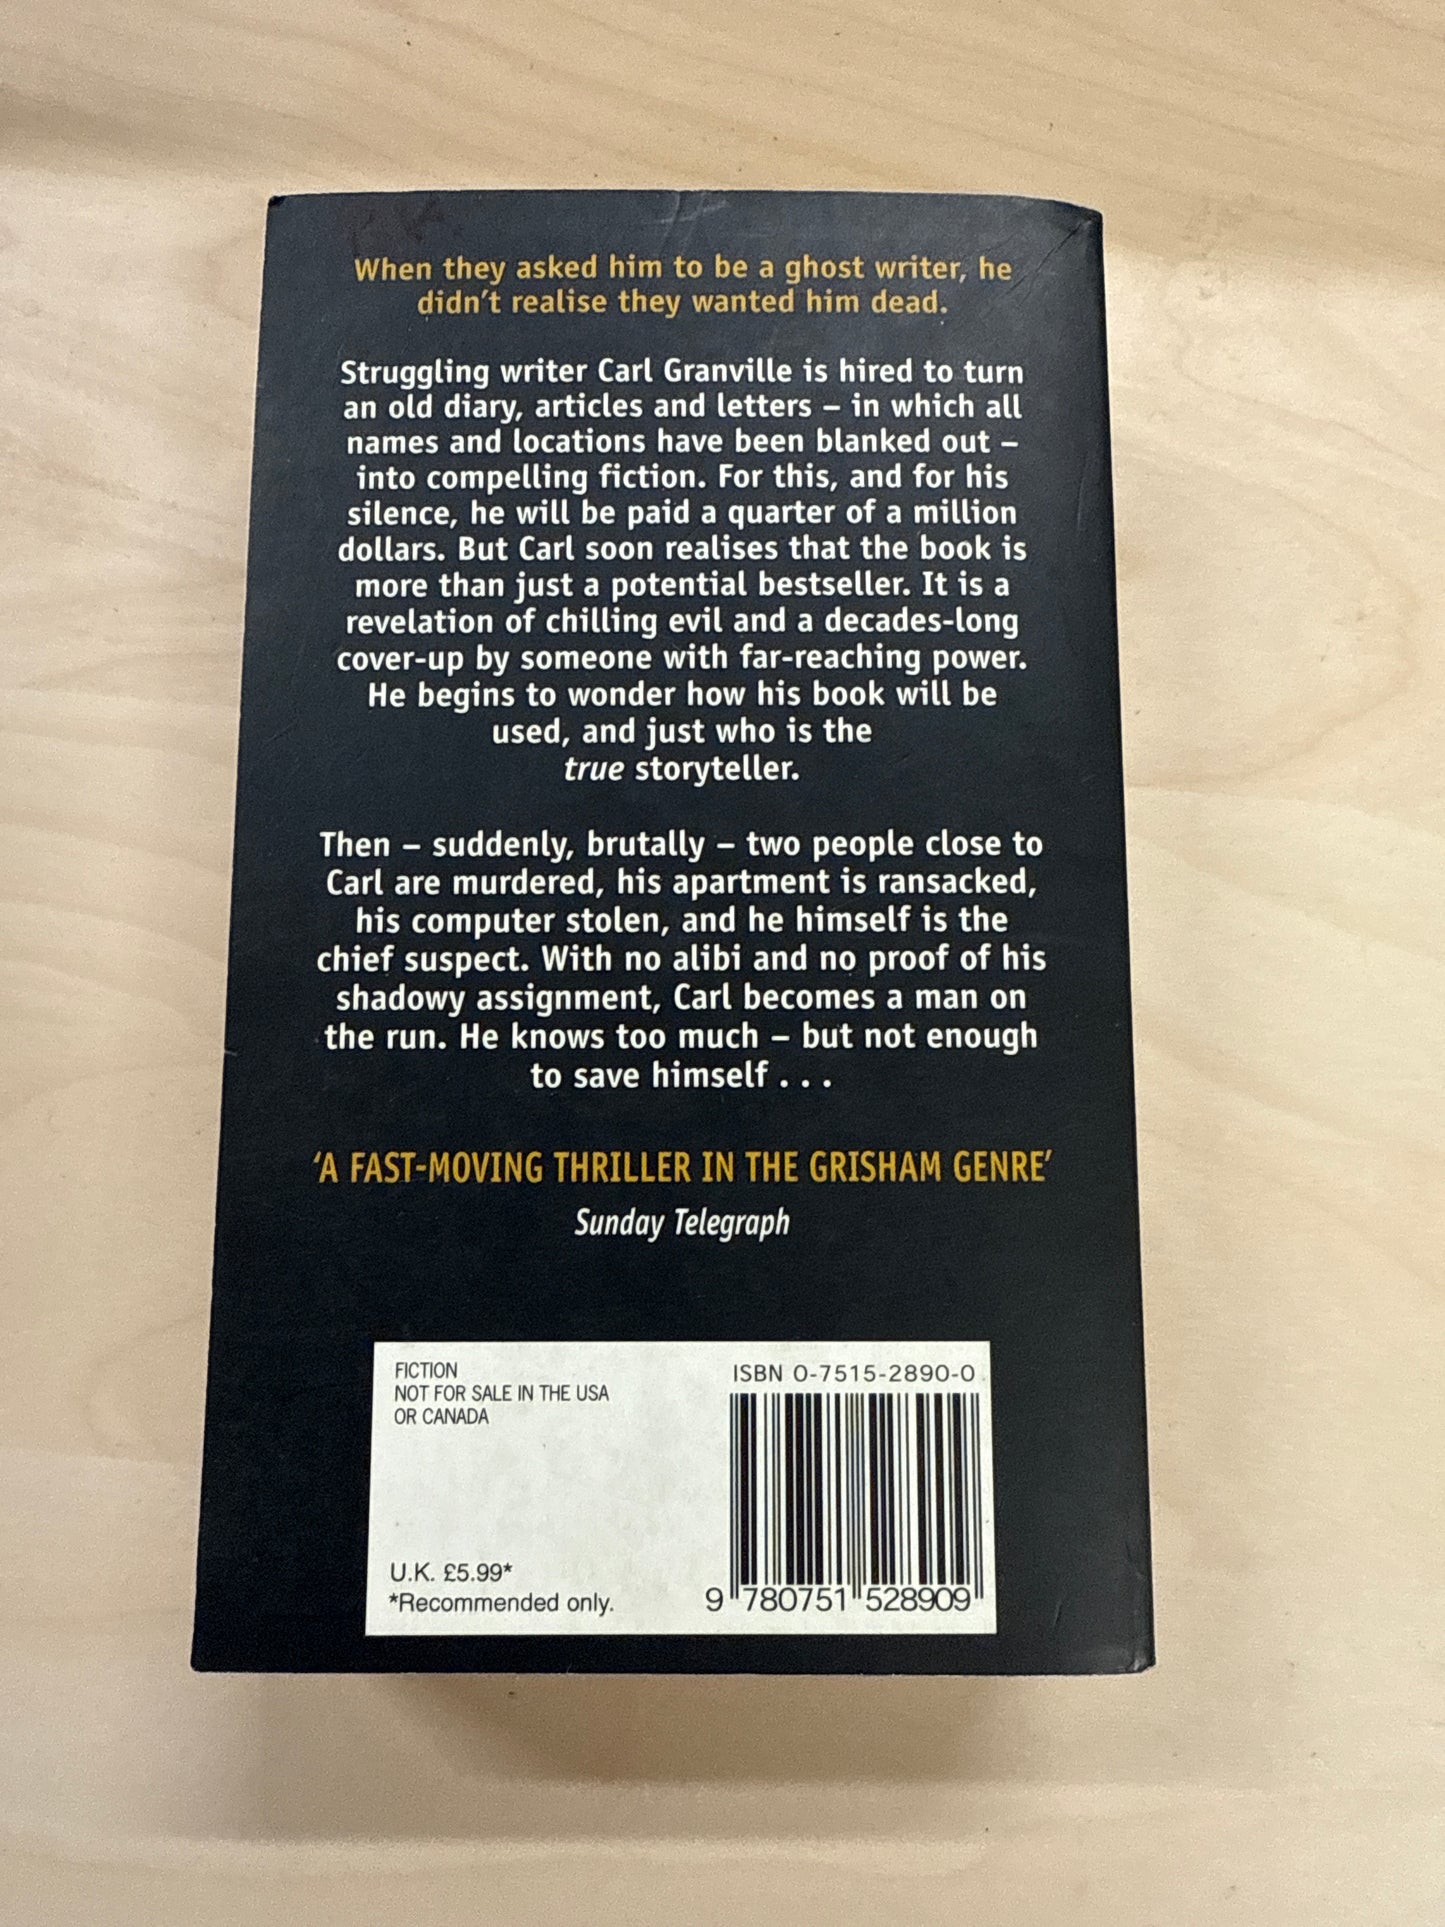 When they asked him to be a ghost writer, he
didn't realise they wanted him dead.
Struggling writer Carl Granville is hired to turn
an old diary, articles and letters – in which all
names and locations have been blanked out –
into compelling fiction. For this, and for his
silence, he will be paid a quarter of a million
dollars. But Carl soon realises that the book is
more than just a potential bestseller. It is a
revelation of chilling evil and a decades-long
cover-up by someone with far-reaching power.
He begins to wonder how his book will be
used, and just who is the
true storyteller.
Then – suddenly, brutally – two people close to
Carl are murdered, his apartment is ransacked,
his computer stolen, and he himself is the
chief suspect. With no alibi and no proof of his
shadowy assignment, Carl becomes a man on
the run. He knows too much – but not enough
to save himself . . .
'A FAST-MOVING THRILLER IN THE GRISHAM GENRE'
Sunday Telegraph
FICTION
NOT FOR SALE IN THE USA
OR CANADA
U.K. £5.99*
*Recommended only.
ISBN 0-7515-2890-0
9 780751 528909